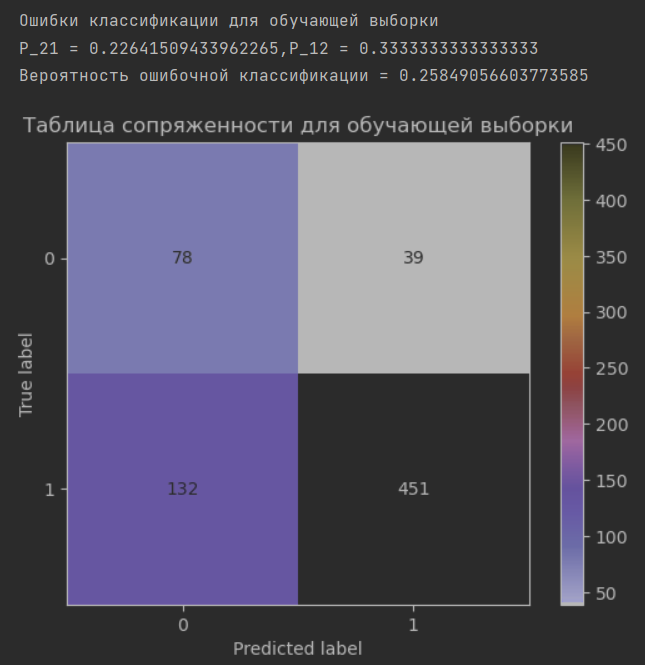 Ошибки классификации для обучающей выборки
P_21 = 0.22641509433962265,P_12 = 0.3333333333333333
Вероятность ошибочной классификации = 0.25849056603773585
Таблица сопряженности для обучающей выборки
450
400
350
300
250
200
150
100
50
True label
0
78
39
1
132
451
0
1
Predicted label